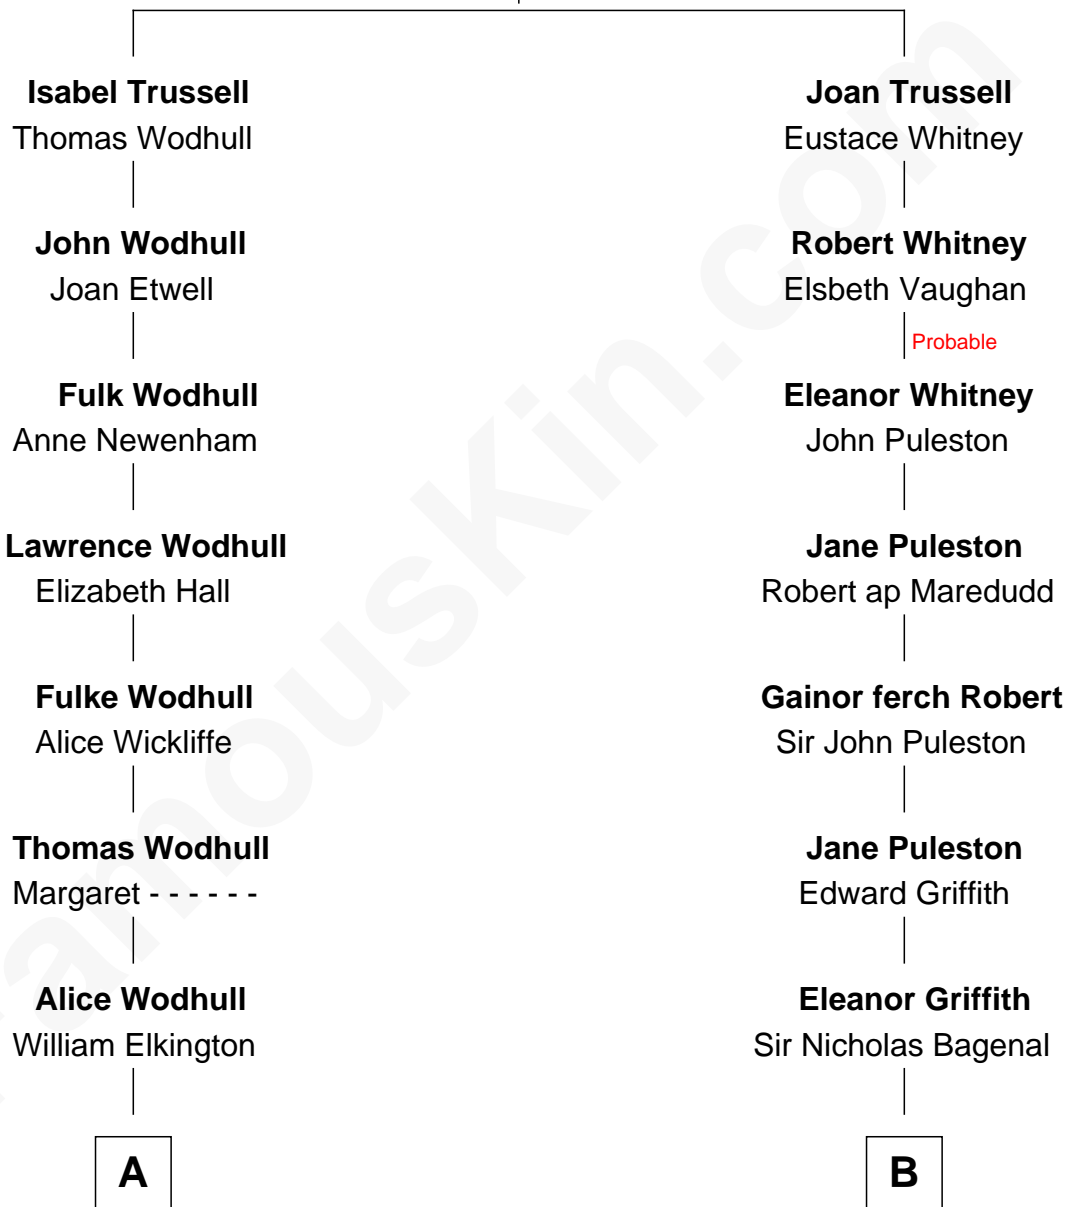 Isabel Trussell
Thomas Wodhull
John Wodhull
Joan Etwell
Fulk Wodhull
Anne Newenham
Lawrence Wodhull
Elizabeth Hall
Fulke Wodhull
Alice Wickliffe
Thomas Wodhull
Margaret - - - - - -
Alice Wodhull
William Elkington
A
Joan Trussell
Eustace Whitney
Robert Whitney
Elsbeth Vaughan
Probable
Eleanor Whitney
John Puleston
Jane Puleston
Robert ap Maredudd
Gainor ferch Robert
Sir John Puleston
Jane Puleston
Edward Griffith
Eleanor Griffith
Sir Nicholas Bagenal
B
FamousKin.com